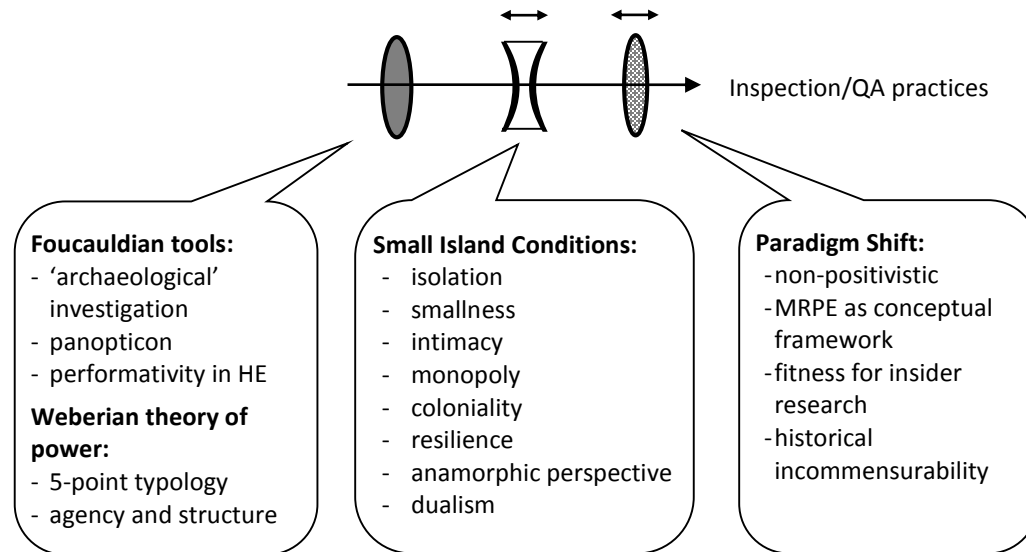 Inspection/QA practices
Foucauldian tools:
- ‘archaeological’
investigation
- panopticon
- performativity in HE
Weberian theory of
power:
- 5-point typology
- agency and structure
Small Island Conditions:
- isolation
- smallness
- intimacy
- monopoly
- coloniality
- resilience
- anamorphic perspective
- dualism
Paradigm Shift:
-non-positivistic
-MRPE as conceptual
framework
-fitness for insider
research
-historical
incommensurability